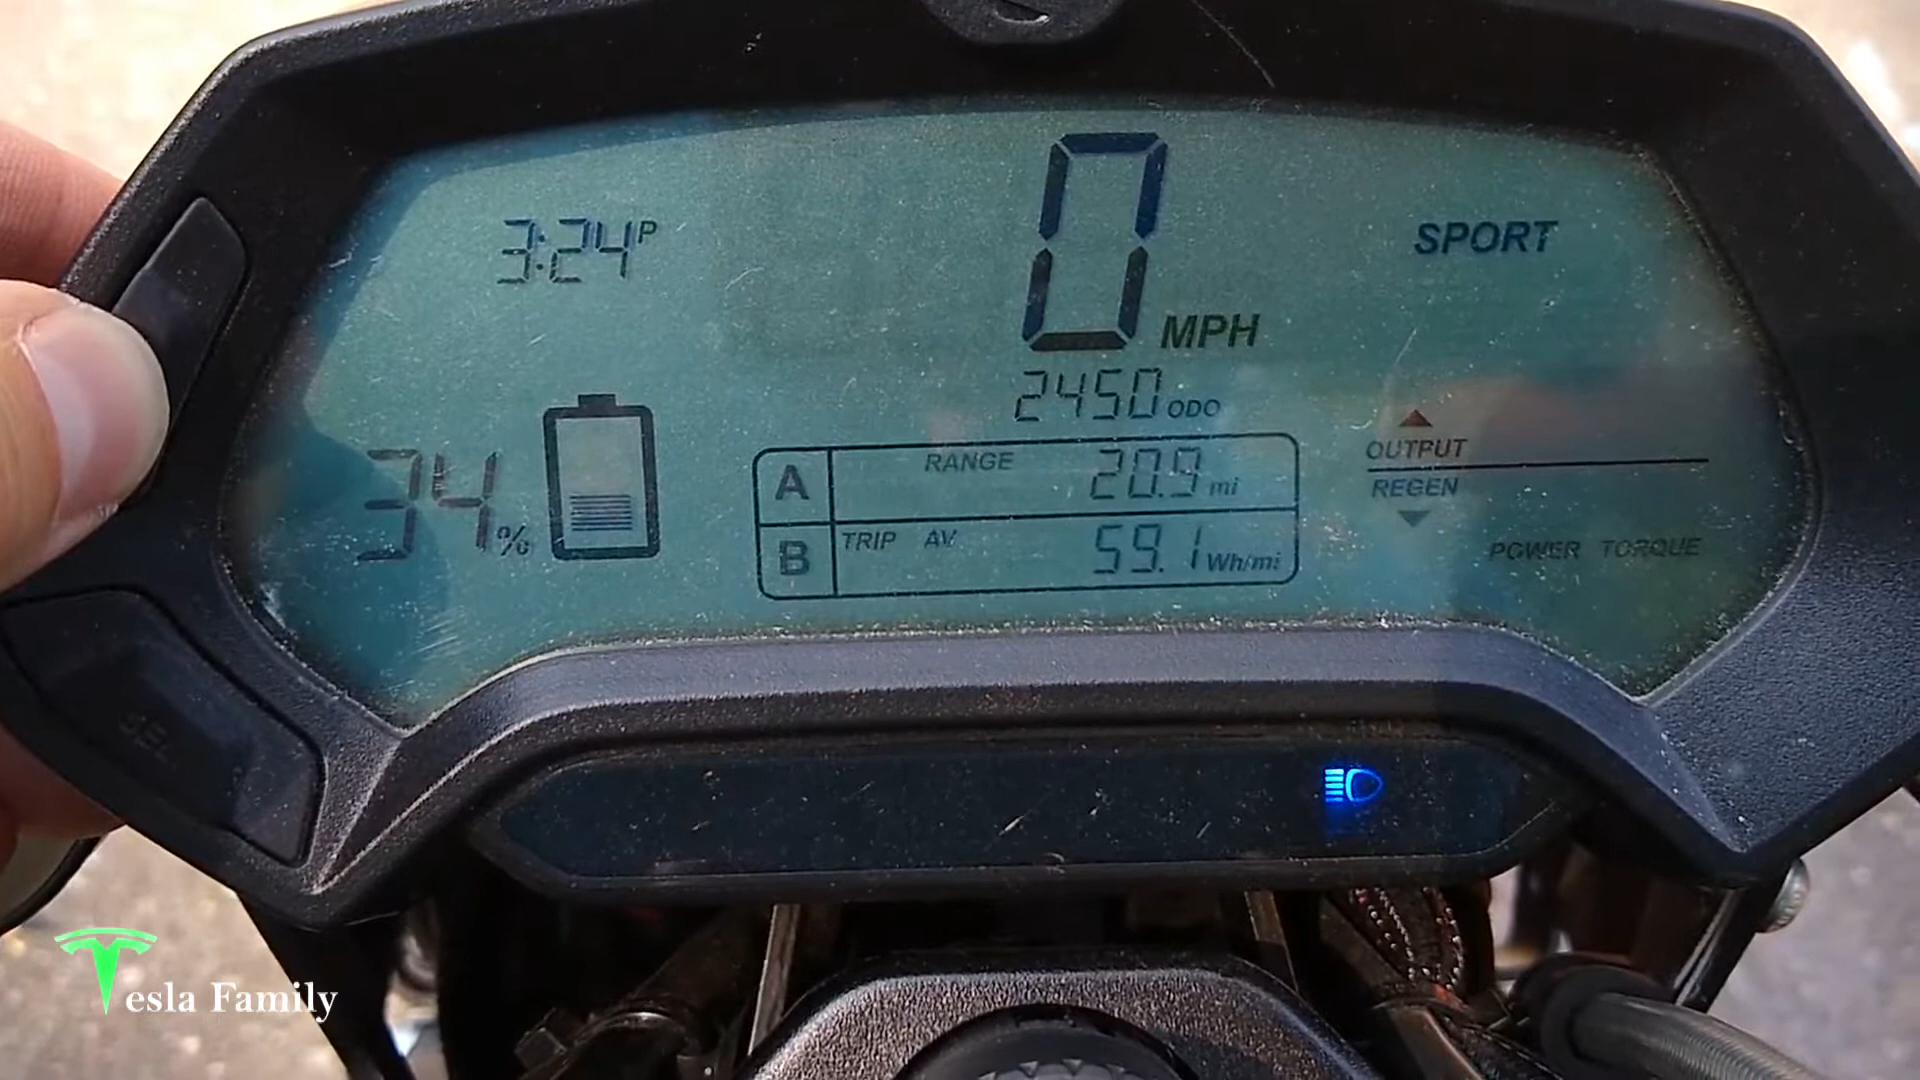 3:24 P
0 MPH
SPORT
2450 ODO
34 %
A RANGE 20.9 mi
B TRIP AV 59.1 Wh/mi
OUTPUT
REGEN
POWER TORQUE
SEL
Tesla Family